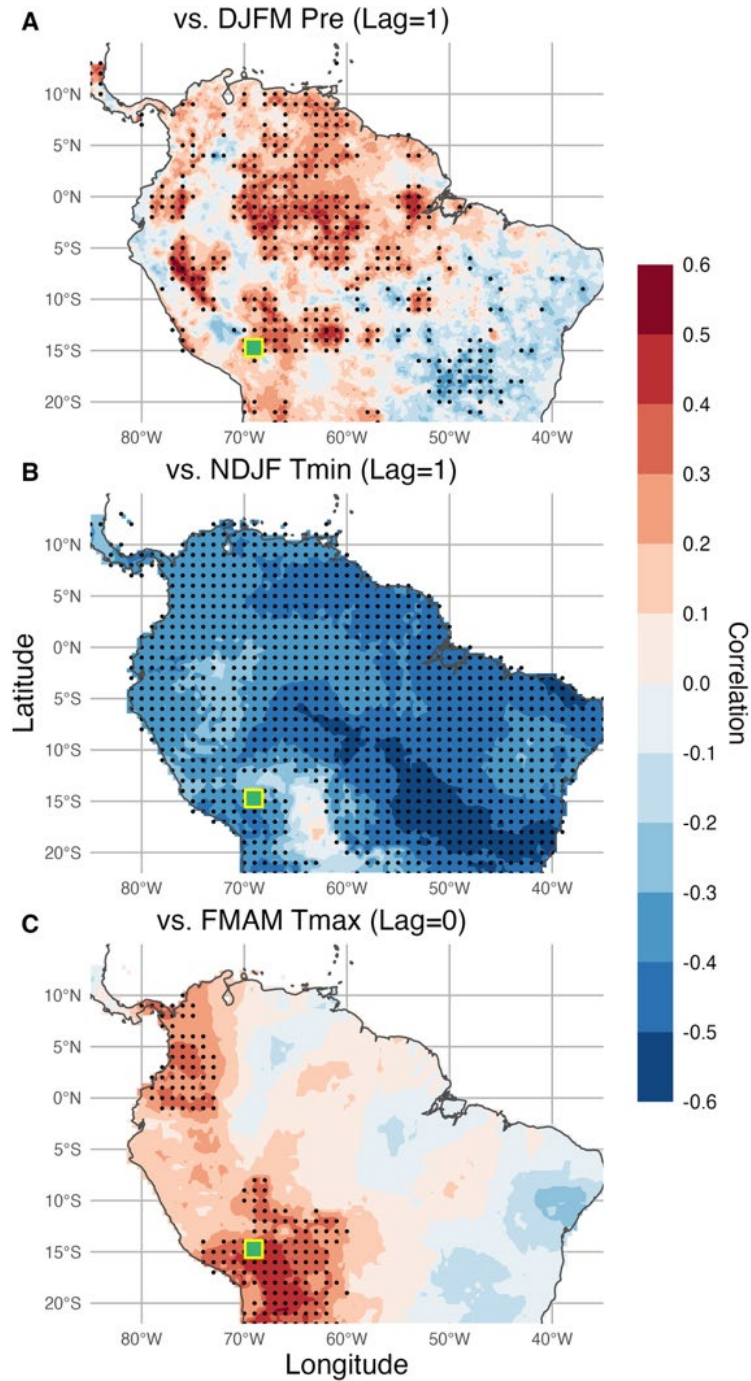 A
vs. DJFM Pre (Lag=1)
10°N
5°N
0°N
5°S
10°S
15°S
20°S
80°W 70°W 60°W 50°W 40°W
B
vs. NDJF Tmin (Lag=1)
10°N
5°N
0°N
5°S
10°S
15°S
20°S
80°W 70°W 60°W 50°W 40°W
Latitude
C
vs. FMAM Tmax (Lag=0)
10°N
5°N
0°N
5°S
10°S
15°S
20°S
80°W 70°W 60°W 50°W 40°W
Longitude
0.6
0.5
0.4
0.3
0.2
0.1
0.0
-0.1
-0.2
-0.3
-0.4
-0.5
-0.6
Correlation